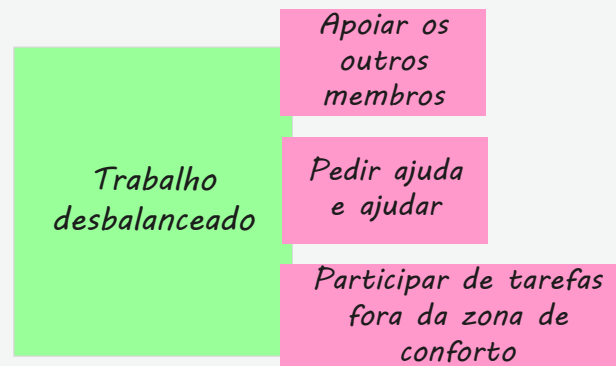 Trabalho
desbalanceado
Apoiar os
outros
membros
Pedir ajuda
e ajudar
Participar de tarefas
fora da zona de
conforto